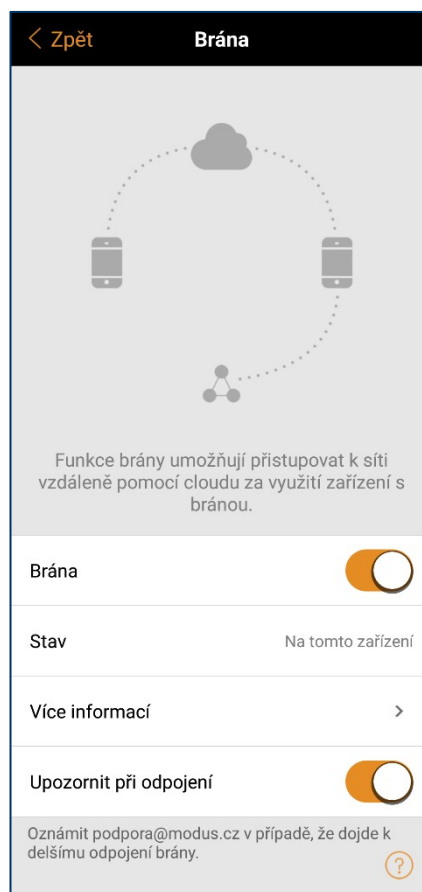 Zpět Brána
Funkce brány umožňují přistupovat k síti
vzdáleně pomocí cloudu za využití zařízení s
bránou.
Brána
Stav Na tomto zařízení
Více informací
Upozornit při odpojení
Oznámit podpora@modus.cz v případě, že dojde k
delšímu odpojení brány.
?